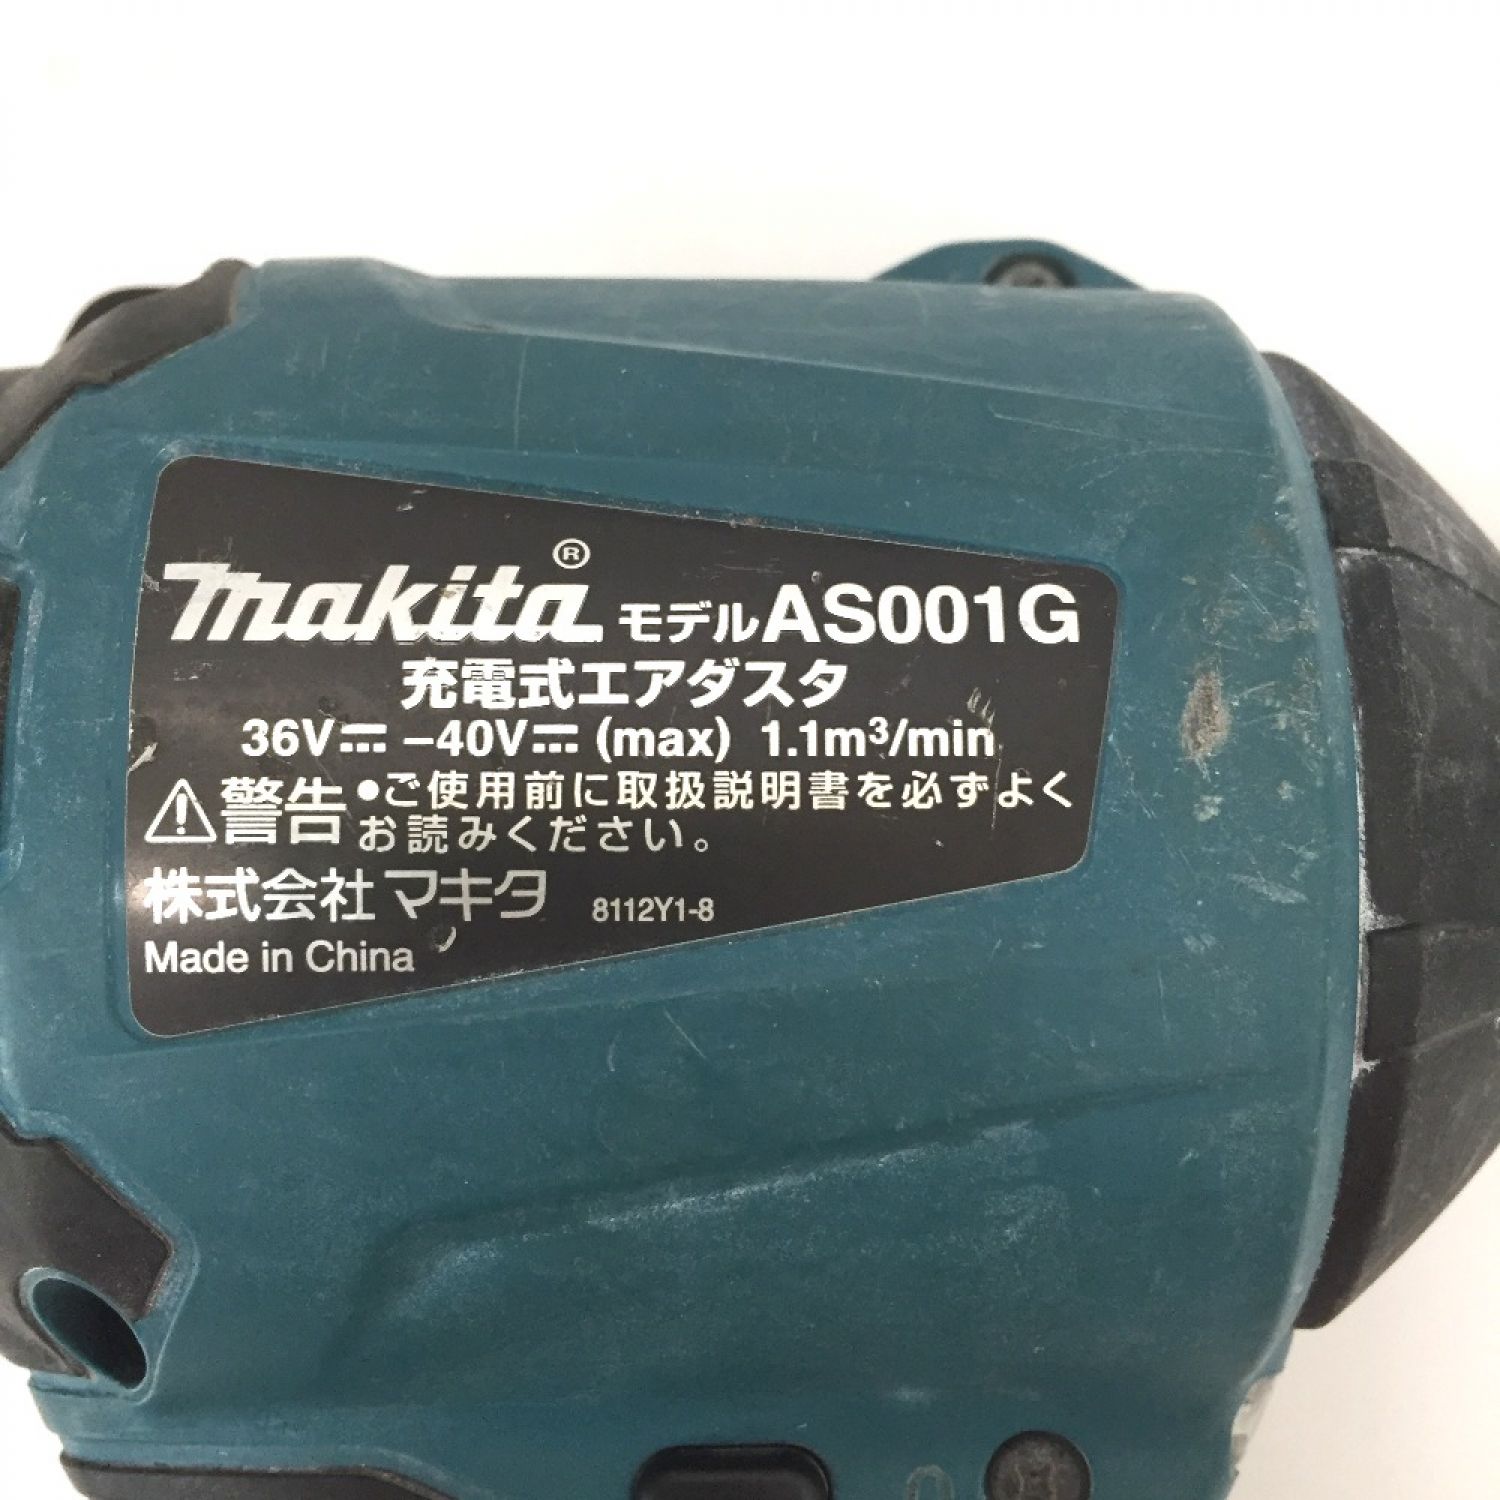 makita® モデルAS001G
充電式エアダスタ
36V⎓ –40V⎓ (max) 1.1m³/min
⚠警告 ●ご使用前に取扱説明書を必ずよく
お読みください。
株式会社マキタ 8112Y1-8
Made in China